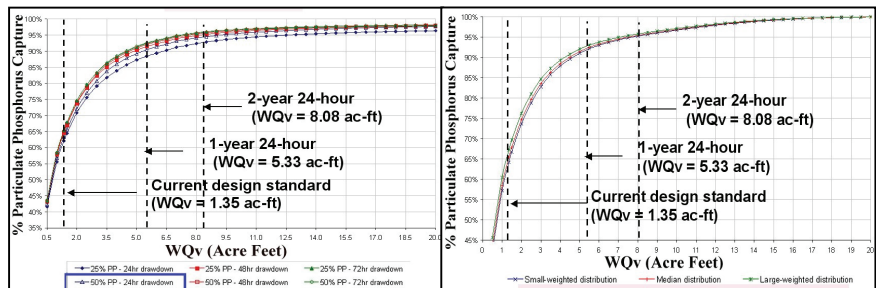 % Particulate Phosphorus Capture
100%
95%
90%
85%
80%
75%
70%
65%
60%
55%
50%
45%
40%
35%
2-year 24-hour
(WQv = 8.08 ac-ft)
1-year 24-hour
(WQv = 5.33 ac-ft)
Current design standard
(WQv = 1.35 ac-ft)
0.5 2.0 3.5 5.0 6.5 8.0 9.5 11.0 12.5 14.0 15.5 17.0 18.5 20.0
WQv (Acre Feet)
25% PP - 24hr drawdown 25% PP - 48hr drawdown 25% PP - 72hr drawdown
50% PP - 24hr drawdown 50% PP - 48hr drawdown 50% PP - 72hr drawdown
% Particulate Phosphorus Capture
100%
95%
90%
85%
80%
75%
70%
65%
60%
55%
50%
45%
2-year 24-hour
(WQv = 8.08 ac-ft)
1-year 24-hour
(WQv = 5.33 ac-ft)
Current design standard
(WQv = 1.35 ac-ft)
0 1 2 3 4 5 6 7 8 9 10 11 12 13 14 15 16 17 18 19 20
WQv (Acre Feet)
Small-weighted distribution Median distribution Large-weighted distribution